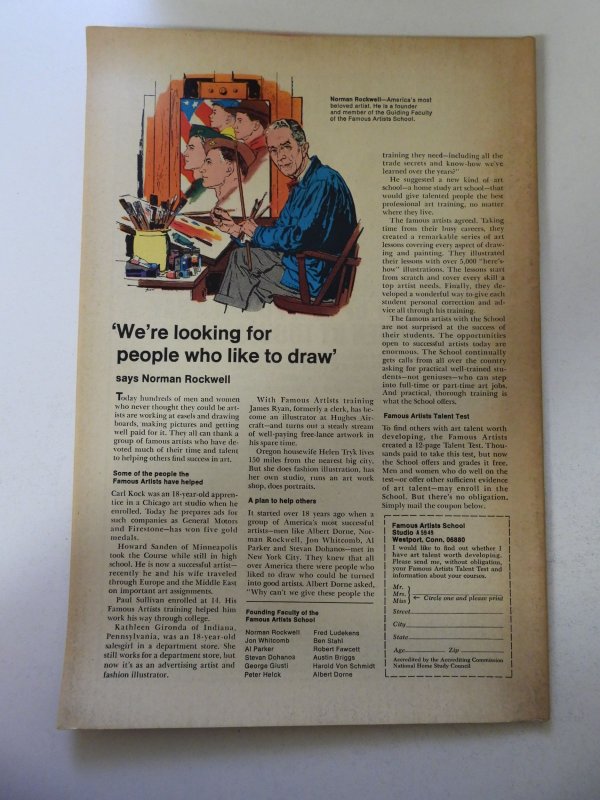 Norman Rockwell—America's most
beloved artist. He is a founder
and member of the Guiding Faculty
of the Famous Artists School.
'We're looking for
people who like to draw'
says Norman Rockwell
Today hundreds of men and women
who never thought they could be art-
ists are working at easels and drawing
boards, making pictures and getting
well paid for it. They all can thank a
group of famous artists who have de-
voted much of their time and talent
to helping others find success in art.
Some of the people the
Famous Artists have helped
Carl Kock was an 18-year-old appren-
tice in a Chicago art studio when he
enrolled. Today he prepares ads for
such companies as General Motors
and Firestone—has won five gold
medals.
Howard Sanden of Minneapolis
took the Course while still in high
school. He is now a successful artist—
recently he and his wife traveled
through Europe and the Middle East
on important art assignments.
Paul Sullivan enrolled at 14. His
Famous Artists training helped him
work his way through college.
Kathleen Gironda of Indiana,
Pennsylvania, was an 18-year-old
salesgirl in a department store. She
still works for a department store, but
now it's as an advertising artist and
fashion illustrator.
With Famous Artists training
James Ryan, formerly a clerk, has be-
come an illustrator at Hughes Air-
craft—and turns out a steady stream
of well-paying free-lance artwork in
his spare time.
Oregon housewife Helen Tryk lives
150 miles from the nearest big city.
But she does fashion illustration, has
her own studio, runs an art work
shop, does portraits.
A plan to help others
It started over 18 years ago when a
group of America's most successful
artists—men like Albert Dorne, Nor-
man Rockwell, Jon Whitcomb, Al
Parker and Stevan Dohanos—met in
New York City. They knew that all
over America there were people who
liked to draw who could be turned
into good artists. Albert Dorne asked,
"Why can't we give these people the
Founding Faculty of the
Famous Artists School
Norman Rockwell
Jon Whitcomb
Al Parker
Stevan Dohanos
George Giusti
Peter Helck
Fred Ludekens
Ben Stahl
Robert Fawcett
Austin Briggs
Harold Von Schmidt
Albert Dorne
training they need—including all the
trade secrets and know-how we've
learned over the years?"
He suggested a new kind of art
school—a home study art school—that
would give talented people the best
professional art training, no matter
where they live.
The famous artists agreed. Taking
time from their busy careers, they
created a remarkable series of art
lessons covering every aspect of draw-
ing and painting. They illustrated
their lessons with over 5,000 "here's-
how" illustrations. The lessons start
from scratch and cover every skill a
top artist needs. Finally, they de-
veloped a wonderful way to give each
student personal correction and ad-
vice all through his training.
The famous artists with the School
are not surprised at the success of
their students. The opportunities
open to successful artists today are
enormous. The School continually
gets calls from all over the country
asking for practical well-trained stu-
dents—not geniuses—who can step
into full-time or part-time art jobs.
And practical, thorough training is
what the School offers.
Famous Artists Talent Test
To find others with art talent worth
developing, the Famous Artists
created a 12-page Talent Test. Thou-
sands paid to take this test, but now
the School offers and grades it free.
Men and women who do well on the
test—or offer other sufficient evidence
of art talent—may enroll in the
School. But there's no obligation.
Simply mail the coupon below.
Famous Artists School
Studio A5649
Westport, Conn. 06880
I would like to find out whether I
have art talent worth developing.
Please send me, without obligation,
your Famous Artists Talent Test and
information about your courses.
Mr.
Mrs. ← Circle one and please print
Miss
Street
City
State
Age Zip
Accredited by the Accrediting Commission
National Home Study Council